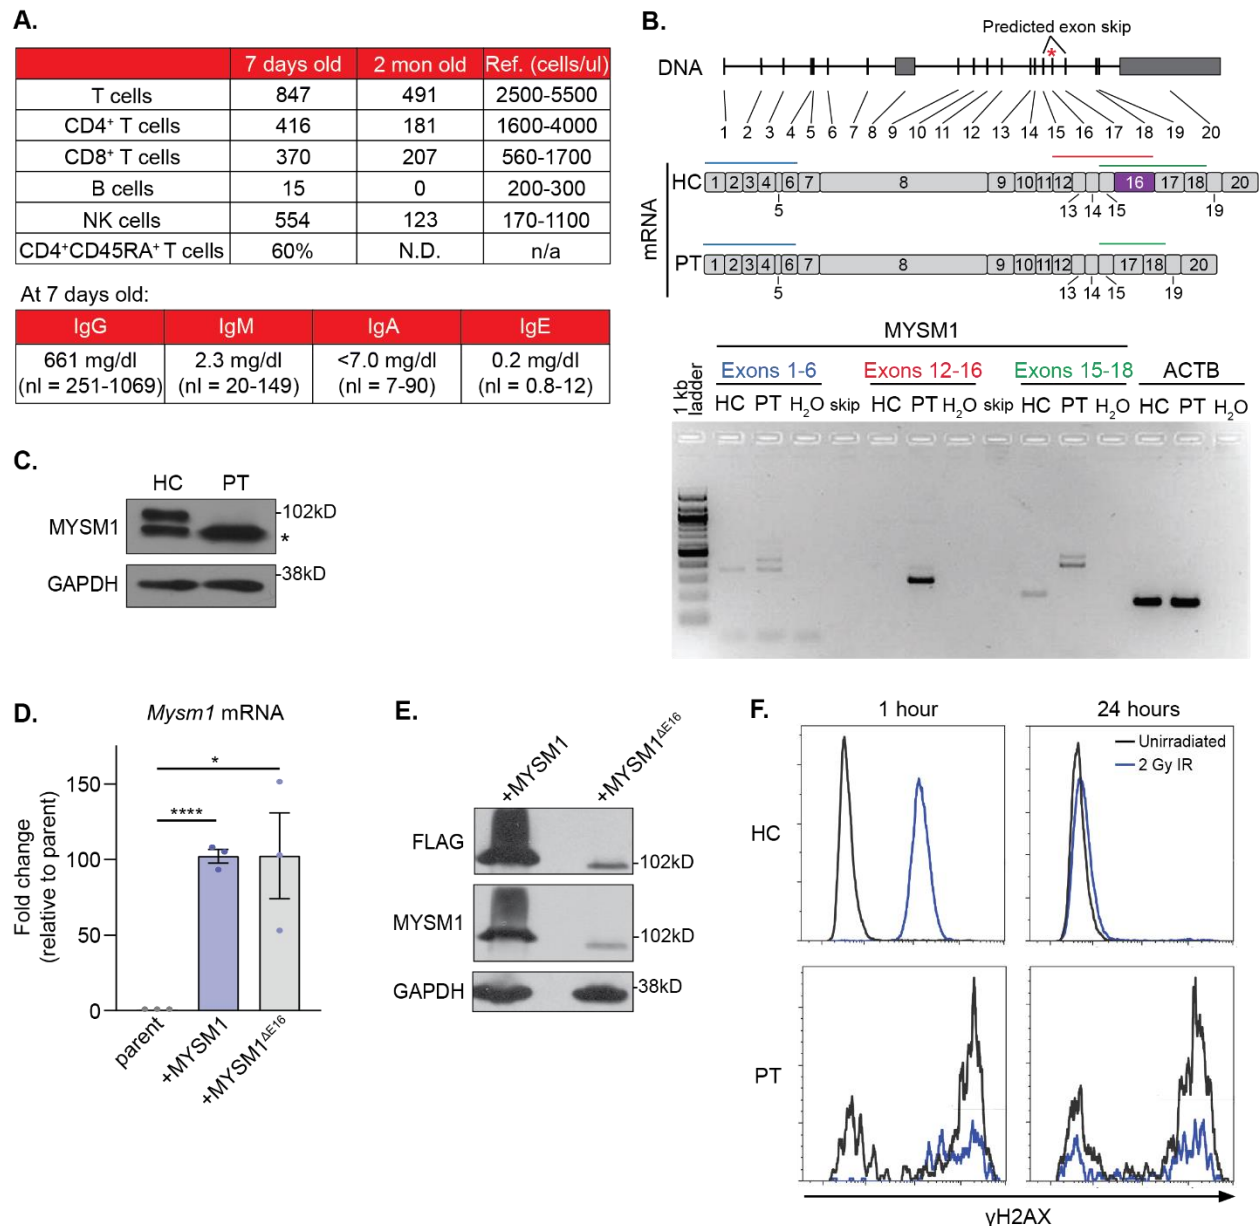 A.
7 days old 2 mon old Ref. (cells/ul)
T cells 847 491 2500-5500
CD4+ T cells 416 181 1600-4000
CD8+ T cells 370 207 560-1700
B cells 15 0 200-300
NK cells 554 123 170-1100
CD4+CD45RA+ T cells 60% N.D. n/a
At 7 days old:
IgG IgM IgA IgE
661 mg/dl 2.3 mg/dl <7.0 mg/dl 0.2 mg/dl
(nl = 251-1069) (nl = 20-149) (nl = 7-90) (nl = 0.8-12)
B.
Predicted exon skip
*
DNA
1 2 3 4 5 6 7 8 9 10 11 12 13 14 15 16 17 18 19 20
mRNA
HC 1 2 3 4 6 7 8 9 10 11 12 16 17 18 20
5 13 14 15 19
PT 1 2 3 4 6 7 8 9 10 11 12 17 18 20
5 13 14 15 19
MYSM1
1 kb ladder
Exons 1-6 Exons 12-16 Exons 15-18 ACTB
HC PT H2O skip HC PT H2O skip HC PT H2O HC PT H2O
C.
HC PT
MYSM1 -102kD
*
GAPDH -38kD
D.
Mysm1 mRNA
Fold change
(relative to parent)
150
100
50
0
*
****
parent +MYSM1 +MYSM1ΔE16
E.
+MYSM1 +MYSM1ΔE16
FLAG -102kD
MYSM1 -102kD
GAPDH -38kD
F.
1 hour 24 hours
Unirradiated
2 Gy IR
HC
PT
γH2AX